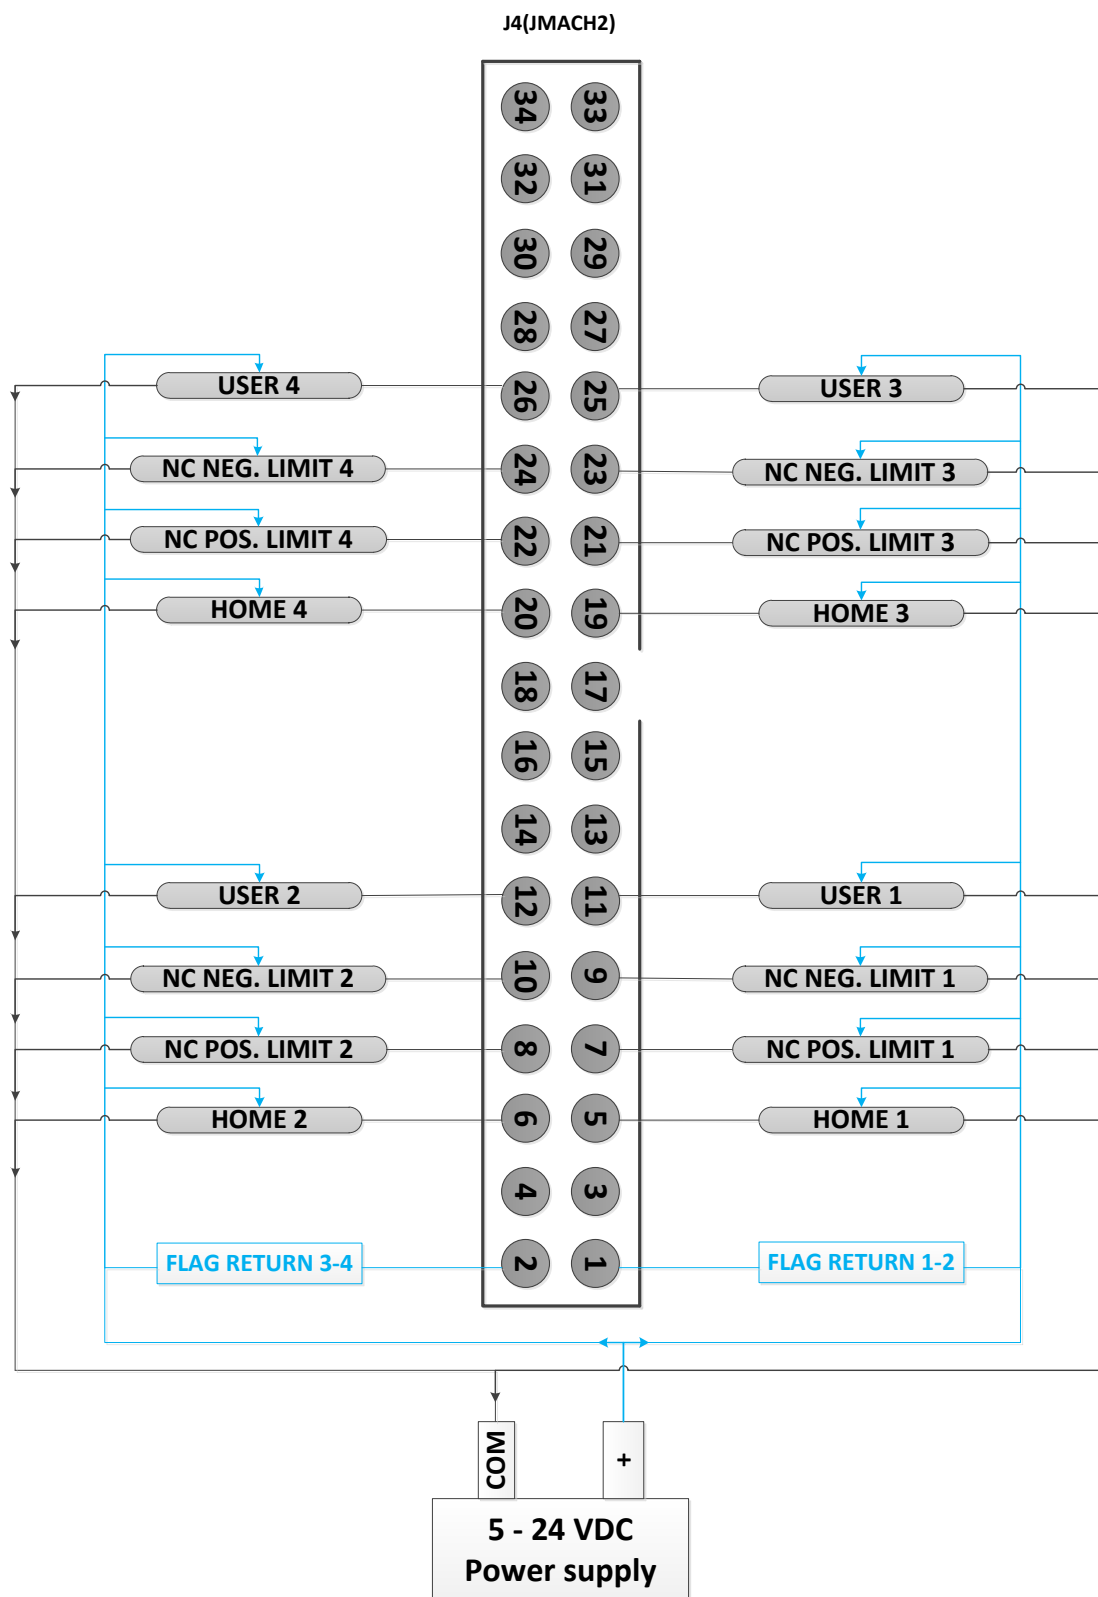 J4(JMACH2)
34 33
32 31
30 29
28 27
USER 4 26 25 USER 3
NC NEG. LIMIT 4 24 23 NC NEG. LIMIT 3
NC POS. LIMIT 4 22 21 NC POS. LIMIT 3
HOME 4 20 19 HOME 3
18 17
16 15
14 13
USER 2 12 11 USER 1
NC NEG. LIMIT 2 10 9 NC NEG. LIMIT 1
NC POS. LIMIT 2 8 7 NC POS. LIMIT 1
HOME 2 6 5 HOME 1
4 3
FLAG RETURN 3-4 2 1 FLAG RETURN 1-2
COM +
5 - 24 VDC
Power supply